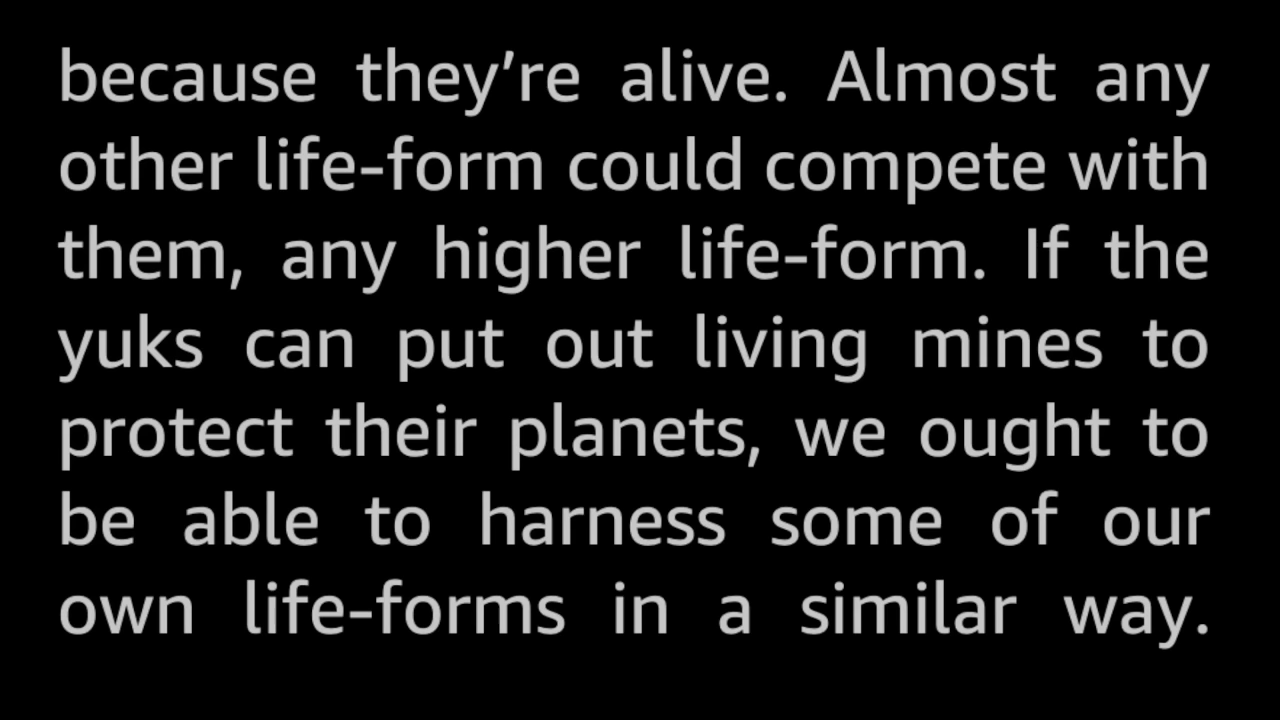 because they’re alive. Almost any
other life-form could compete with
them, any higher life-form. If the
yuks can put out living mines to
protect their planets, we ought to
be able to harness some of our
own life-forms in a similar way.